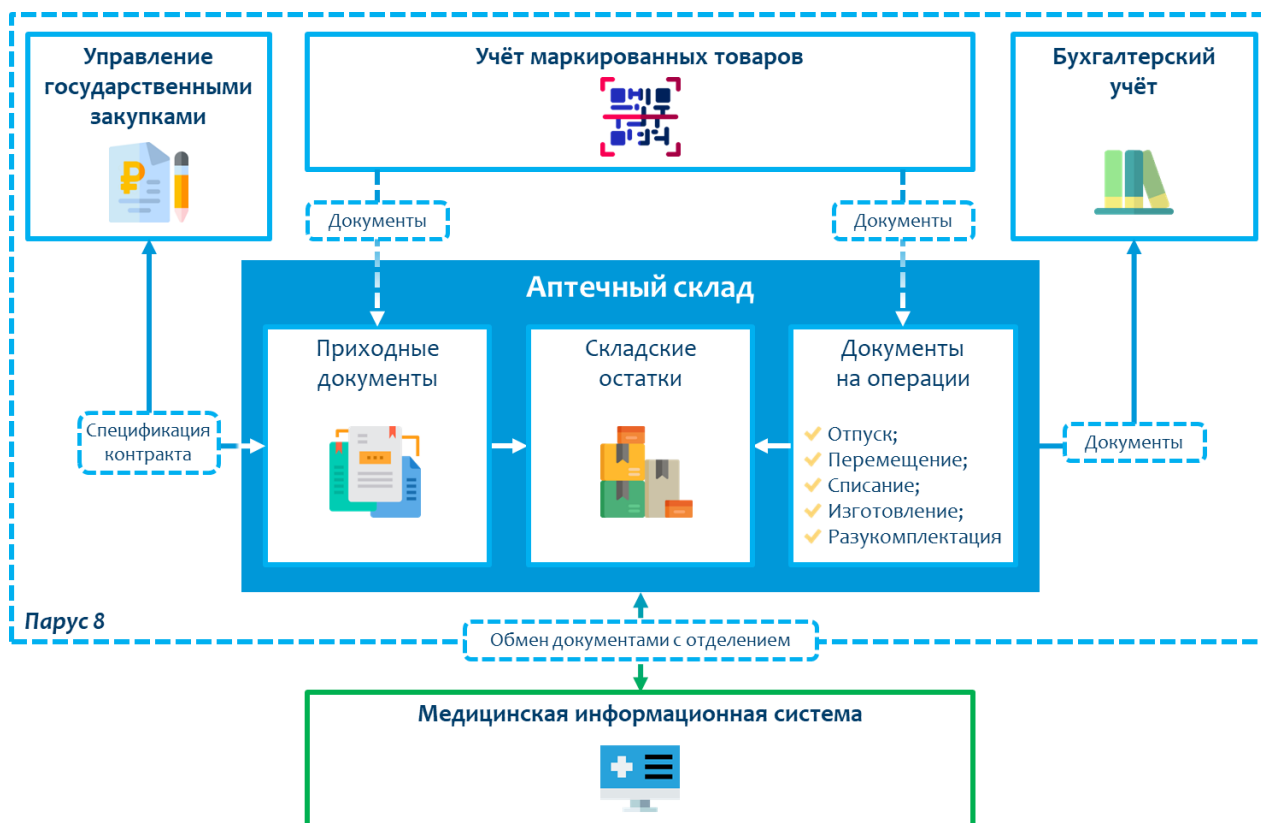 Управление
государственными
закупками
Учёт маркированных товаров
Бухгалтерский
учёт
Документы
Документы
Аптечный склад
Приходные
документы
Складские
остатки
Документы
на операции
Отпуск;
Перемещение;
Списание;
Изготовление;
Разукомплектация
Спецификация
контракта
Документы
Парус 8
Обмен документами с отделением
Медицинская информационная система